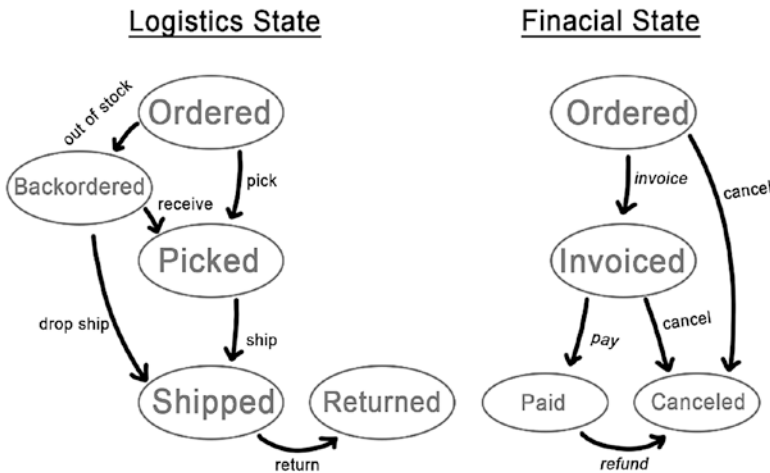 Logistics State
Finacial State
out of stock
Ordered
Backordered
pick
receive
Picked
drop ship
ship
Shipped
Returned
return
Ordered
invoice
cancel
Invoiced
pay
cancel
Paid
Canceled
refund